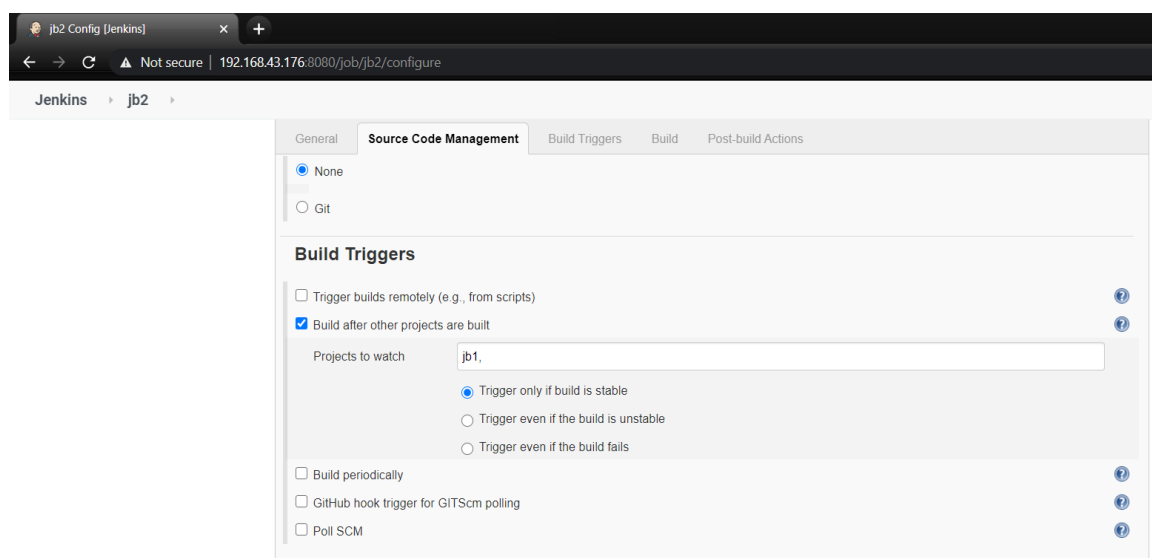 jb2 Config [Jenkins]
Not secure | 192.168.43.176:8080/job/jb2/configure
Jenkins jb2
General Source Code Management Build Triggers Build Post-build Actions
None
Git
Build Triggers
Trigger builds remotely (e.g., from scripts)
Build after other projects are built
Projects to watch jb1,
Trigger only if build is stable
Trigger even if the build is unstable
Trigger even if the build fails
Build periodically
GitHub hook trigger for GITScm polling
Poll SCM